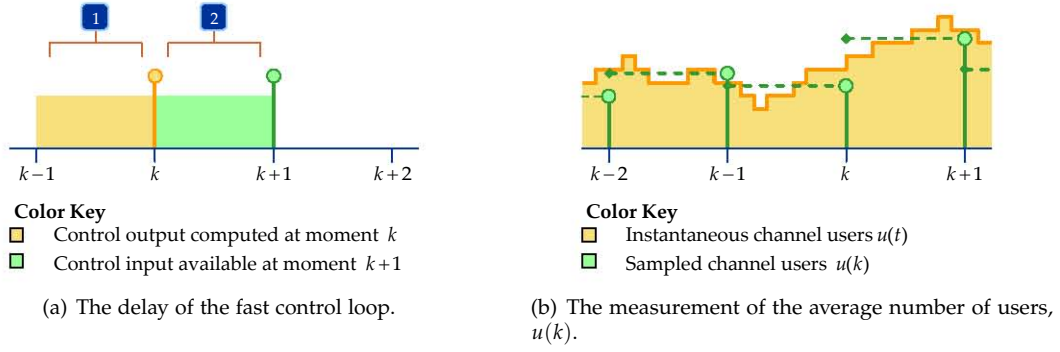 1
2
k−1
k
k+1
k+2
Color Key
Control output computed at moment k
Control input available at moment k+1
(a) The delay of the fast control loop.
k−2
k−1
k
k+1
Color Key
Instantaneous channel users u(t)
Sampled channel users u(k)
(b) The measurement of the average number of users,
u(k).